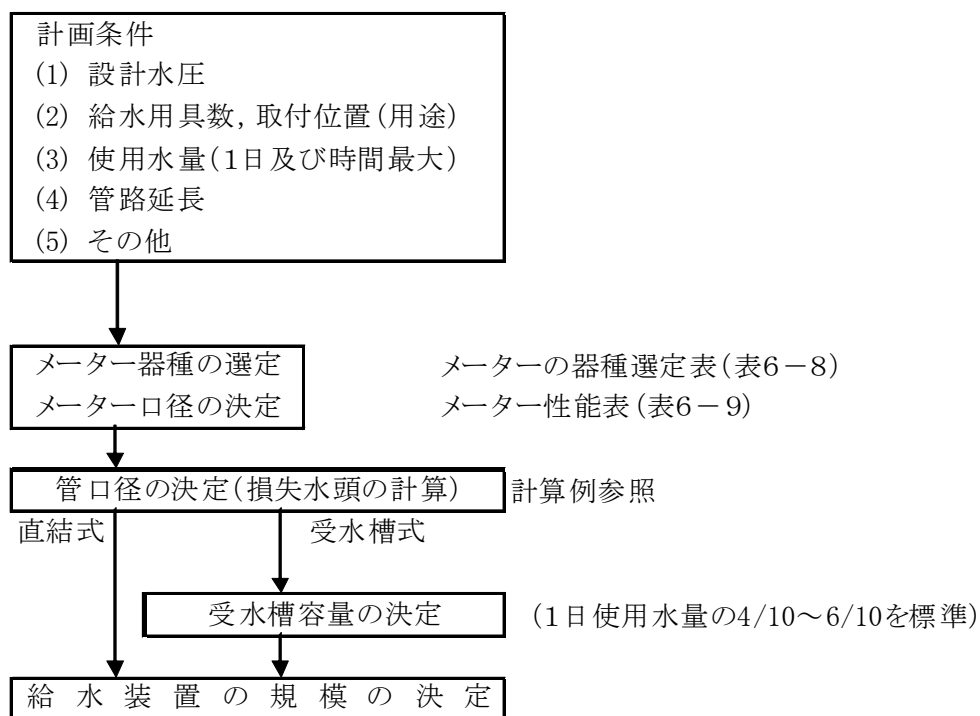 計画条件
(1) 設計水圧
(2) 給水用具数,取付位置(用途)
(3) 使用水量(1日及び時間最大)
(4) 管路延長
(5) その他
メーター器種の選定 メーターの器種選定表(表6-8)
メーター口径の決定 メーター性能表(表6-9)
管口径の決定(損失水頭の計算) 計算例参照
直結式 受水槽式
受水槽容量の決定 (1日使用水量の4/10~6/10を標準)
給水装置の規模の決定